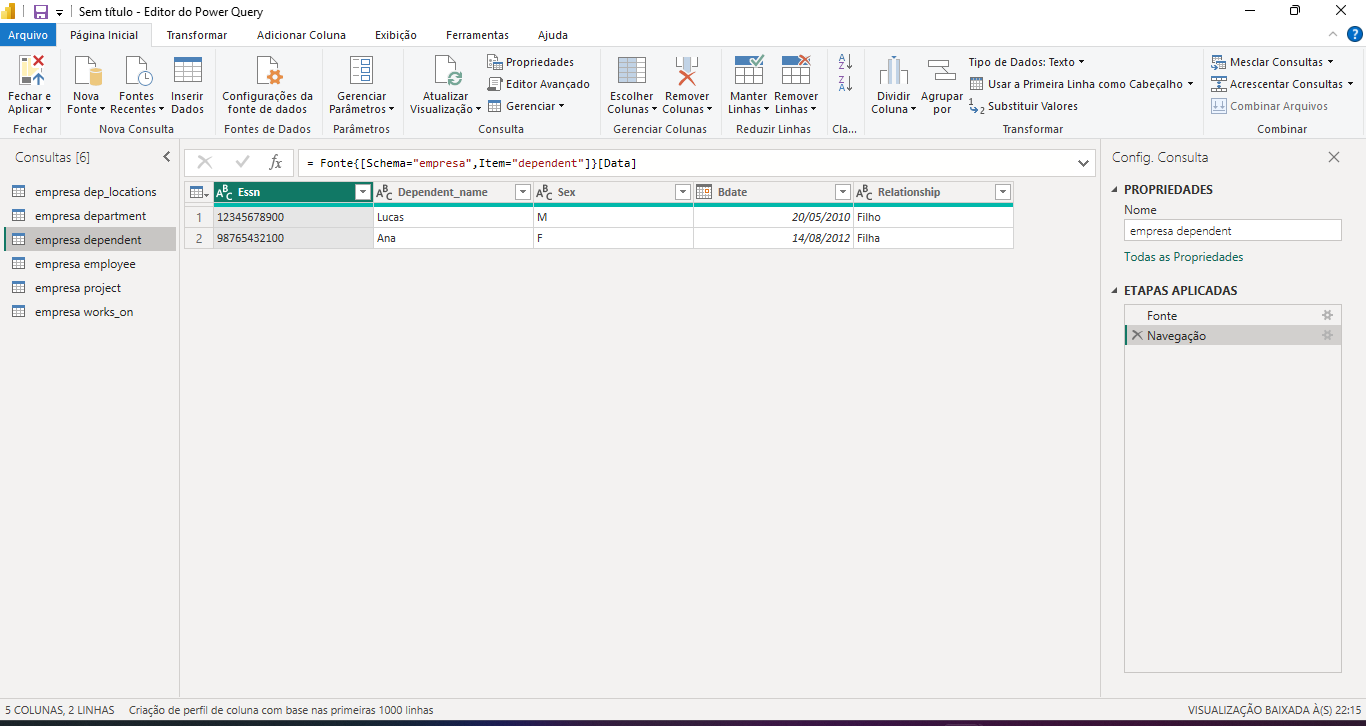 Sem título - Editor do Power Query
Arquivo Página Inicial Transformar Adicionar Coluna Exibição Ferramentas Ajuda ?
Fechar e Aplicar
Fechar
Nova Fonte
Fontes Recentes
Inserir Dados
Nova Consulta
Configurações da fonte de dados
Fontes de Dados
Gerenciar Parâmetros
Parâmetros
Atualizar Visualização
Propriedades
Editor Avançado
Gerenciar
Consulta
Escolher Colunas
Remover Colunas
Gerenciar Colunas
Manter Linhas
Remover Linhas
Reduzir Linhas
A Z
Z A
Cla...
Dividir Coluna
Agrupar por
Tipo de Dados: Texto
Usar a Primeira Linha como Cabeçalho
1 2 Substituir Valores
Transformar
Mesclar Consultas
Acrescentar Consultas
Combinar Arquivos
Combinar
Consultas [6]
empresa dep_locations
empresa department
empresa dependent
empresa employee
empresa project
empresa works_on
fx = Fonte{[Schema="empresa",Item="dependent"]}[Data]
ABC Essn ABC Dependent_name ABC Sex Bdate ABC Relationship
1 12345678900 Lucas M 20/05/2010 Filho
2 98765432100 Ana F 14/08/2012 Filha
Config. Consulta
PROPRIEDADES
Nome
empresa dependent
Todas as Propriedades
ETAPAS APLICADAS
Fonte
Navegação
5 COLUNAS, 2 LINHAS Criação de perfil de coluna com base nas primeiras 1000 linhas VISUALIZAÇÃO BAIXADA À(S) 22:15